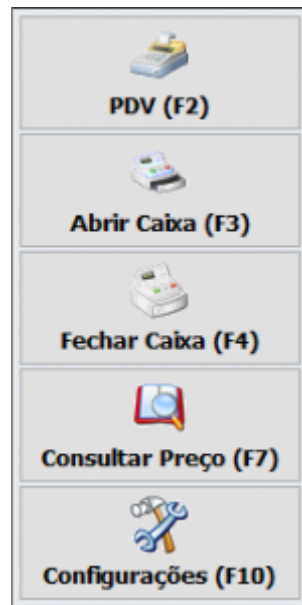 PDV (F2)
Abrir Caixa (F3)
Fechar Caixa (F4)
Consultar Preço (F7)
Configurações (F10)